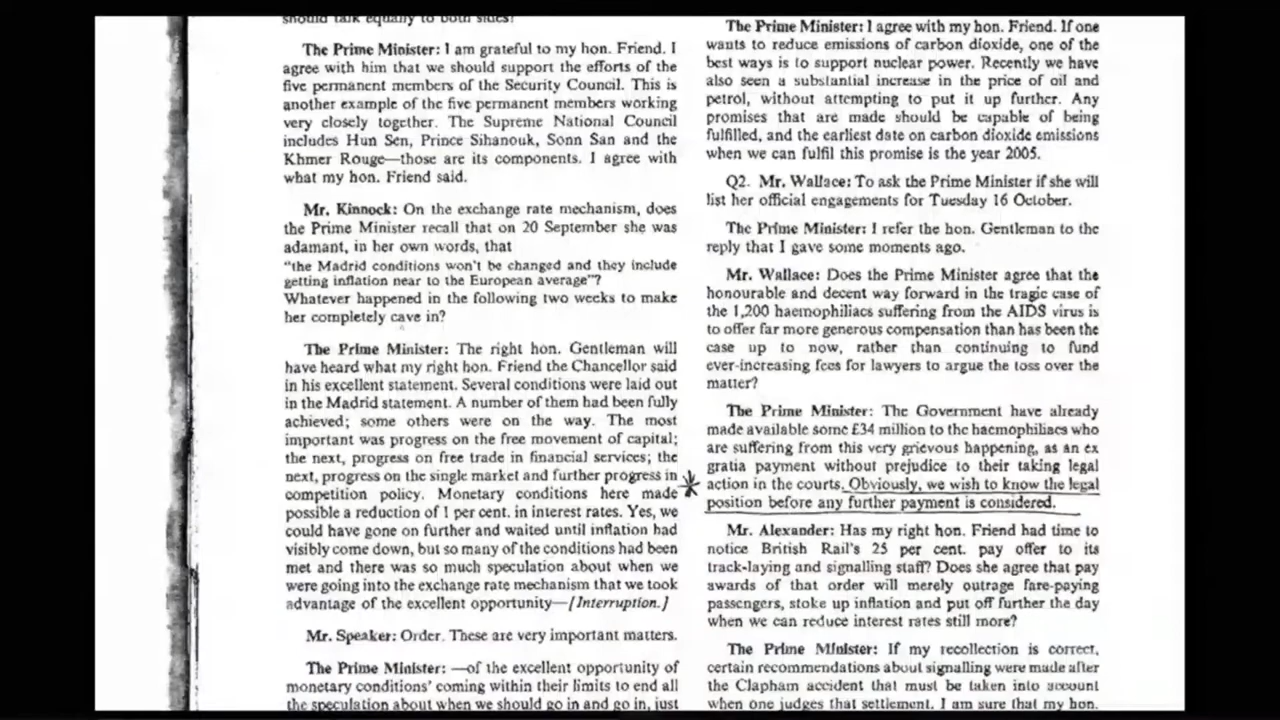 should talk equally to both sides?
The Prime Minister: I am grateful to my hon. Friend. I
agree with him that we should support the efforts of the
five permanent members of the Security Council. This is
another example of the five permanent members working
very closely together. The Supreme National Council
includes Hun Sen, Prince Sihanouk, Sonn San and the
Khmer Rouge—those are its components. I agree with
what my hon. Friend said.
Mr. Kinnock: On the exchange rate mechanism, does
the Prime Minister recall that on 20 September she was
adamant, in her own words, that
“the Madrid conditions won't be changed and they include
getting inflation near to the European average”?
Whatever happened in the following two weeks to make
her completely cave in?
The Prime Minister: The right hon. Gentleman will
have heard what my right hon. Friend the Chancellor said
in his excellent statement. Several conditions were laid out
in the Madrid statement. A number of them had been fully
achieved; some others were on the way. The most
important was progress on the free movement of capital;
the next, progress on free trade in financial services; the
next, progress on the single market and further progress in
competition policy. Monetary conditions here made
possible a reduction of 1 per cent. in interest rates. Yes, we
could have gone on further and waited until inflation had
visibly come down, but so many of the conditions had been
met and there was so much speculation about when we
were going into the exchange rate mechanism that we took
advantage of the excellent opportunity—[Interruption.]
Mr. Speaker: Order. These are very important matters.
The Prime Minister: —of the excellent opportunity of
monetary conditions' coming within their limits to end all
the speculation about when we should go in and go in, just
The Prime Minister: I agree with my hon. Friend. If one
wants to reduce emissions of carbon dioxide, one of the
best ways is to support nuclear power. Recently we have
also seen a substantial increase in the price of oil and
petrol, without attempting to put it up further. Any
promises that are made should be capable of being
fulfilled, and the earliest date on carbon dioxide emissions
when we can fulfil this promise is the year 2005.
Q2. Mr. Wallace: To ask the Prime Minister if she will
list her official engagements for Tuesday 16 October.
The Prime Minister: I refer the hon. Gentleman to the
reply that I gave some moments ago.
Mr. Wallace: Does the Prime Minister agree that the
honourable and decent way forward in the tragic case of
the 1,200 haemophiliacs suffering from the AIDS virus is
to offer far more generous compensation than has been the
case up to now, rather than continuing to fund
ever-increasing fees for lawyers to argue the toss over the
matter?
The Prime Minister: The Government have already
made available some £34 million to the haemophiliacs who
are suffering from this very grievous happening, as an ex
gratia payment without prejudice to their taking legal
action in the courts. Obviously, we wish to know the legal
position before any further payment is considered.
Mr. Alexander: Has my right hon. Friend had time to
notice British Rail's 25 per cent. pay offer to its
track-laying and signalling staff? Does she agree that pay
awards of that order will merely outrage fare-paying
passengers, stoke up inflation and put off further the day
when we can reduce interest rates still more?
The Prime Minister: If my recollection is correct,
certain recommendations about signalling were made after
the Clapham accident that must be taken into account
when one judges that settlement. I am sure that my hon.